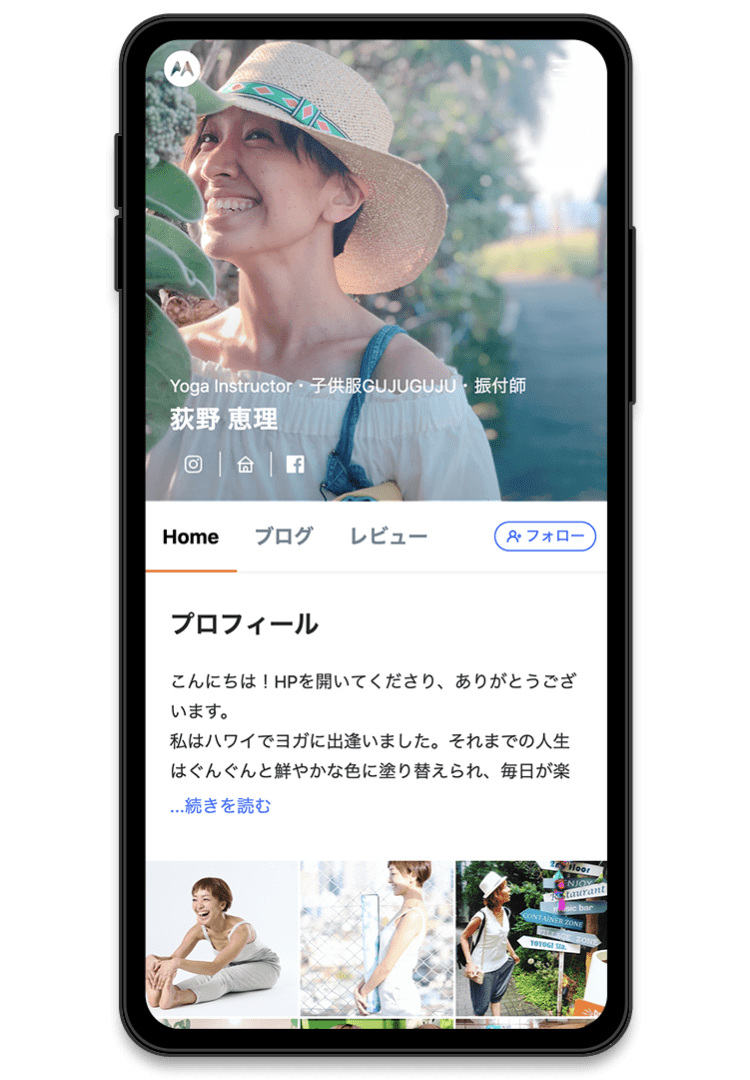 Yoga Instructor・子供服GUJUGUJU・振付師
荻野 恵理
Home ブログ レビュー フォロー
プロフィール
こんにちは！HPを開いてくださり、ありがとうござ
います。
私はハワイでヨガに出逢いました。それまでの人生
はぐんぐんと鮮やかな色に塗り替えられ、毎日が楽
...続きを読む
ENJOY
Restaurant
music bar
CONTAINER ZONE
ZONE
YOYOGI Sta.